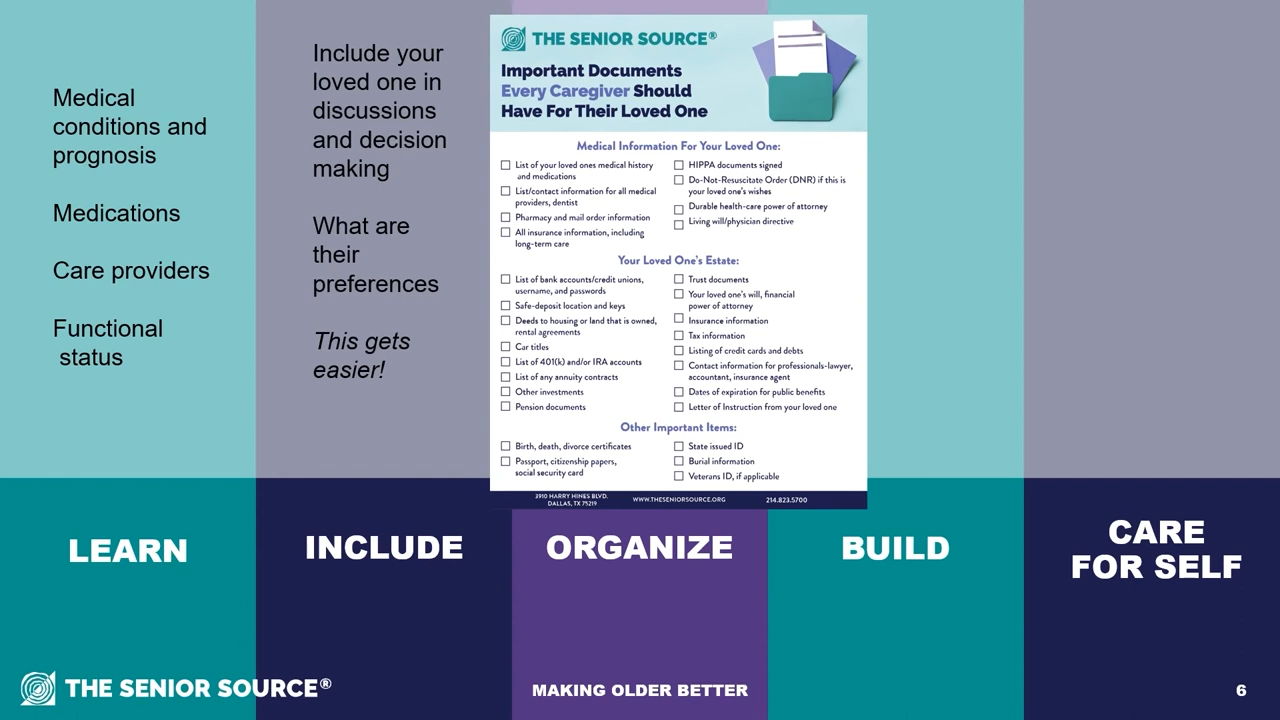 Medical
conditions and
prognosis
Medications
Care providers
Functional
status
Include your
loved one in
discussions
and decision
making
What are
their
preferences
This gets
easier!
THE SENIOR SOURCE®
Important Documents
Every Caregiver Should
Have For Their Loved One
Medical Information For Your Loved One:
List of your loved ones medical history
and medications
List/contact information for all medical
providers, dentist
Pharmacy and mail order information
All insurance information, including
long-term care
HIPPA documents signed
Do-Not-Resuscitate Order (DNR) if this is
your loved one's wishes
Durable health-care power of attorney
Living will/physician directive
Your Loved One's Estate:
List of bank accounts/credit unions,
username, and passwords
Safe-deposit location and keys
Deeds to housing or land that is owned,
rental agreements
Car titles
List of 401(k) and/or IRA accounts
List of any annuity contracts
Other investments
Pension documents
Trust documents
Your loved one's will, financial
power of attorney
Insurance information
Tax information
Listing of credit cards and debts
Contact information for professionals-lawyer,
accountant, insurance agent
Dates of expiration for public benefits
Letter of Instruction from your loved one
Other Important Items:
Birth, death, divorce certificates
Passport, citizenship papers,
social security card
State issued ID
Burial information
Veterans ID, if applicable
3910 HARRY HINES BLVD.
DALLAS, TX 75219
WWW.THESENIORSOURCE.ORG
214.823.5700
LEARN
INCLUDE
ORGANIZE
BUILD
CARE
FOR SELF
THE SENIOR SOURCE®
MAKING OLDER BETTER
6